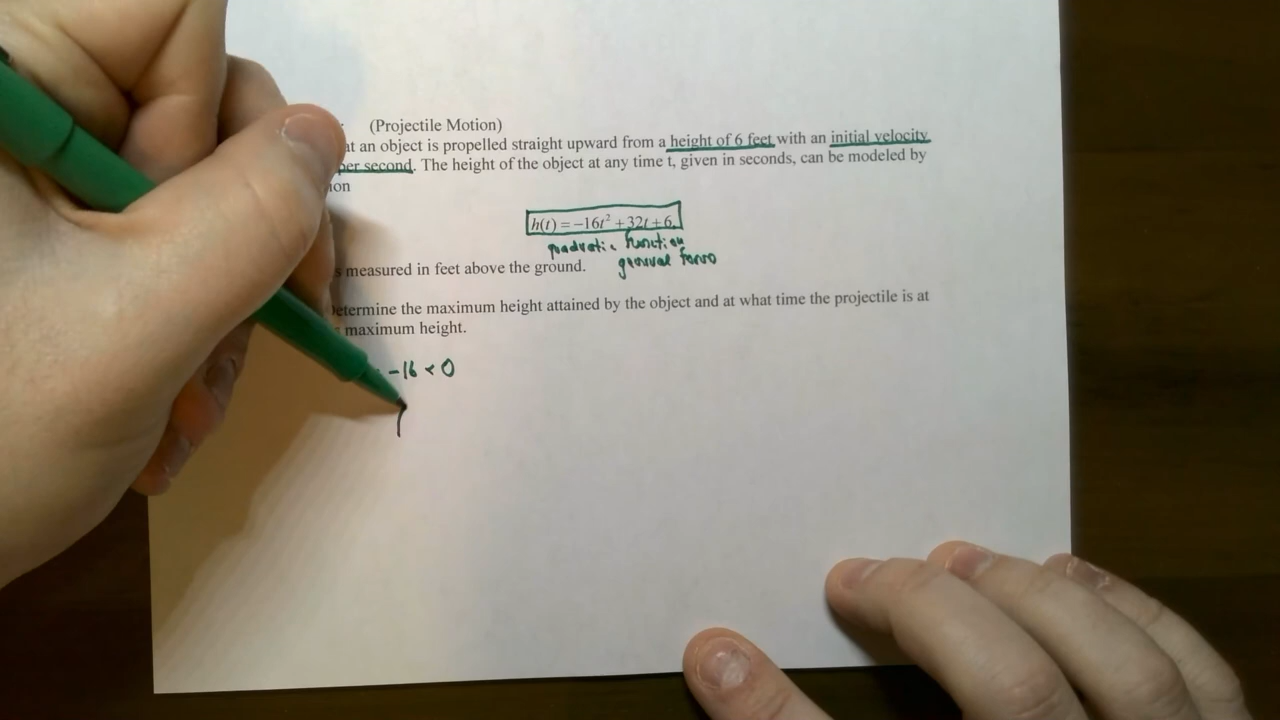 (Projectile Motion)
at an object is propelled straight upward from a height of 6 feet with an initial velocity
per second. The height of the object at any time t, given in seconds, can be modeled by
ion
h(t) = −16t² + 32t + 6.
quadratic function
general form
s measured in feet above the ground.
etermine the maximum height attained by the object and at what time the projectile is at
maximum height.
-16 < 0